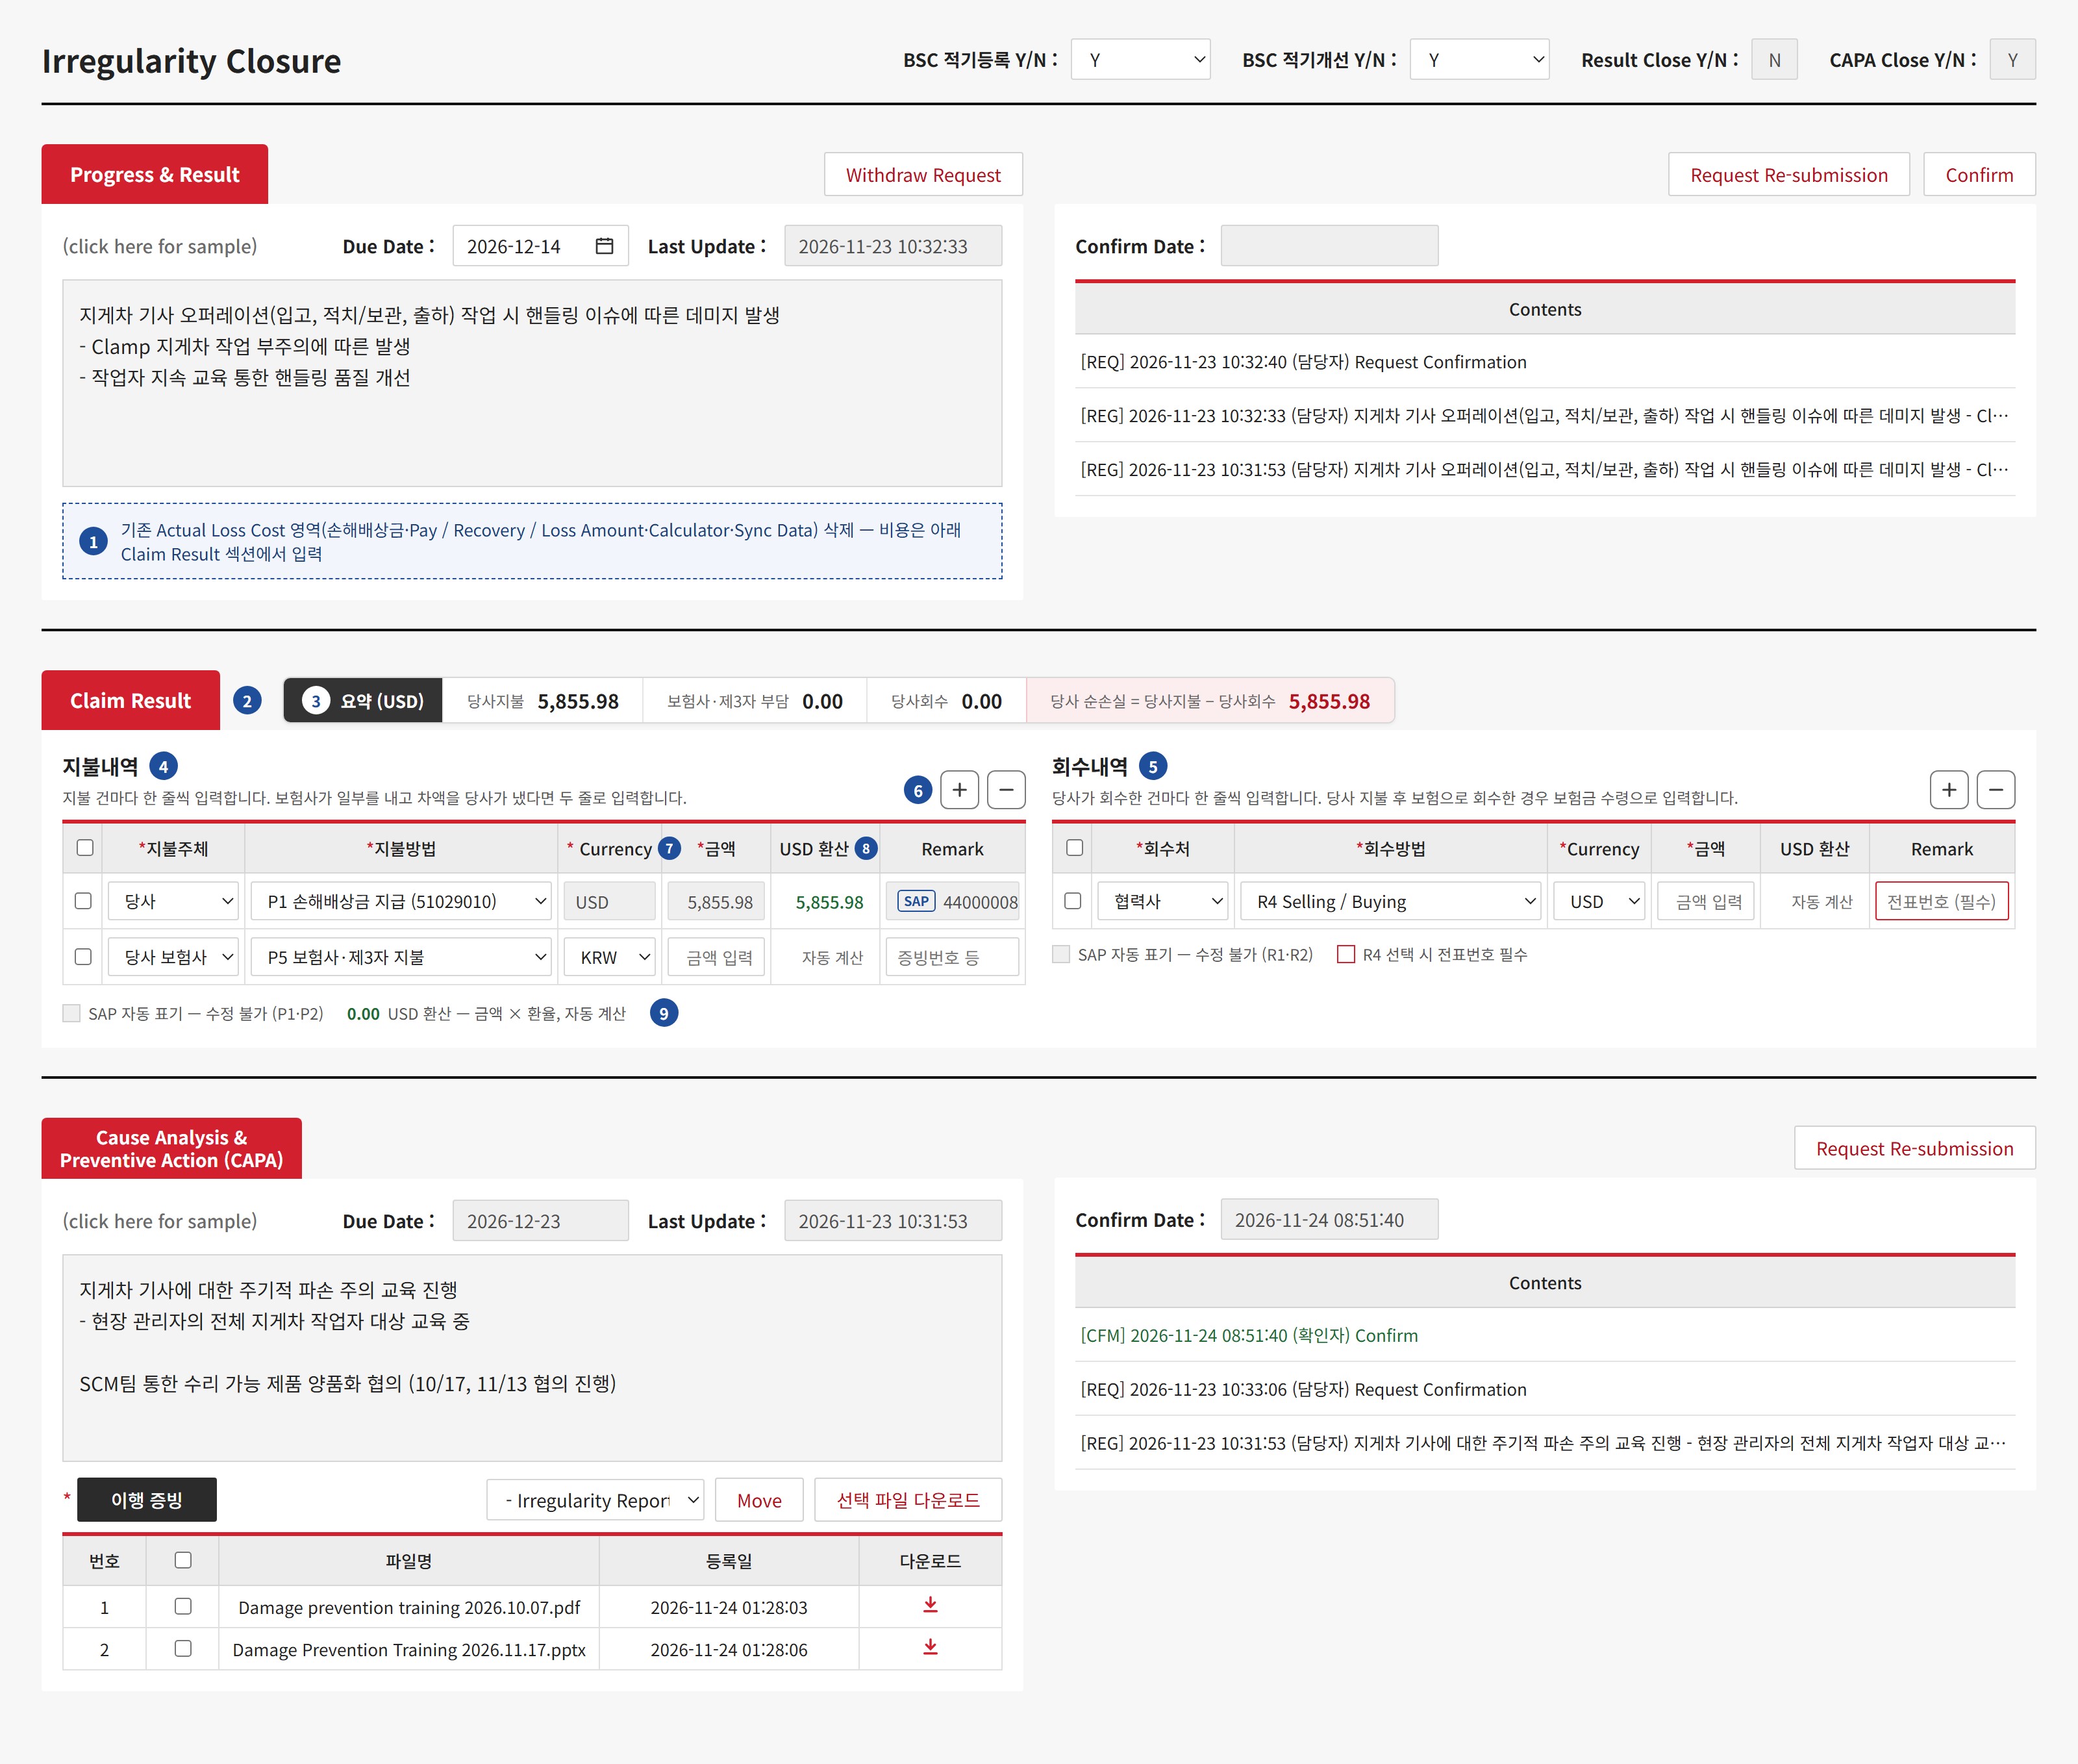 Irregularity Closure
BSC 적기등록 Y/N : Y
BSC 적기개선 Y/N : Y
Result Close Y/N : N
CAPA Close Y/N : Y
Progress & Result
Withdraw Request
Request Re-submission
Confirm
(click here for sample)
Due Date : 2026-12-14
Last Update : 2026-11-23 10:32:33
지게차 기사 오퍼레이션(입고, 적치/보관, 출하) 작업 시 핸들링 이슈에 따른 데미지 발생
- Clamp 지게차 작업 부주의에 따른 발생
- 작업자 지속 교육 통한 핸들링 품질 개선
1
기존 Actual Loss Cost 영역(손해배상금·Pay / Recovery / Loss Amount·Calculator·Sync Data) 삭제 — 비용은 아래
Claim Result 섹션에서 입력
Confirm Date :
Contents
[REQ] 2026-11-23 10:32:40 (담당자) Request Confirmation
[REG] 2026-11-23 10:32:33 (담당자) 지게차 기사 오퍼레이션(입고, 적치/보관, 출하) 작업 시 핸들링 이슈에 따른 데미지 발생 - Cl…
[REG] 2026-11-23 10:31:53 (담당자) 지게차 기사 오퍼레이션(입고, 적치/보관, 출하) 작업 시 핸들링 이슈에 따른 데미지 발생 - Cl…
Claim Result 2
3 요약 (USD) 당사지불 5,855.98 보험사·제3자 부담 0.00 당사회수 0.00 당사 순손실 = 당사지불 − 당사회수 5,855.98
지불내역 4
지불 건마다 한 줄씩 입력합니다. 보험사가 일부를 내고 차액을 당사가 냈다면 두 줄로 입력합니다.
6 + −
*지불주체 *지불방법 * Currency 7 *금액 USD 환산 8 Remark
당사 P1 손해배상금 지급 (51029010) USD 5,855.98 5,855.98 SAP 44000008
당사 보험사 P5 보험사·제3자 지불 KRW 금액 입력 자동 계산 증빙번호 등
SAP 자동 표기 — 수정 불가 (P1·P2) 0.00 USD 환산 — 금액 × 환율, 자동 계산 9
회수내역 5
당사가 회수한 건마다 한 줄씩 입력합니다. 당사 지불 후 보험으로 회수한 경우 보험금 수령으로 입력합니다.
+ −
*회수처 *회수방법 *Currency *금액 USD 환산 Remark
협력사 R4 Selling / Buying USD 금액 입력 자동 계산 전표번호 (필수)
SAP 자동 표기 — 수정 불가 (R1·R2) R4 선택 시 전표번호 필수
Cause Analysis &
Preventive Action (CAPA)
Request Re-submission
(click here for sample)
Due Date : 2026-12-23
Last Update : 2026-11-23 10:31:53
지게차 기사에 대한 주기적 파손 주의 교육 진행
- 현장 관리자의 전체 지게차 작업자 대상 교육 중
SCM팀 통한 수리 가능 제품 양품화 협의 (10/17, 11/13 협의 진행)
Confirm Date : 2026-11-24 08:51:40
Contents
[CFM] 2026-11-24 08:51:40 (확인자) Confirm
[REQ] 2026-11-23 10:33:06 (담당자) Request Confirmation
[REG] 2026-11-23 10:31:53 (담당자) 지게차 기사에 대한 주기적 파손 주의 교육 진행 - 현장 관리자의 전체 지게차 작업자 대상 교…
* 이행 증빙
- Irregularity Report
Move
선택 파일 다운로드
번호 파일명 등록일 다운로드
1 Damage prevention training 2026.10.07.pdf 2026-11-24 01:28:03
2 Damage Prevention Training 2026.11.17.pptx 2026-11-24 01:28:06